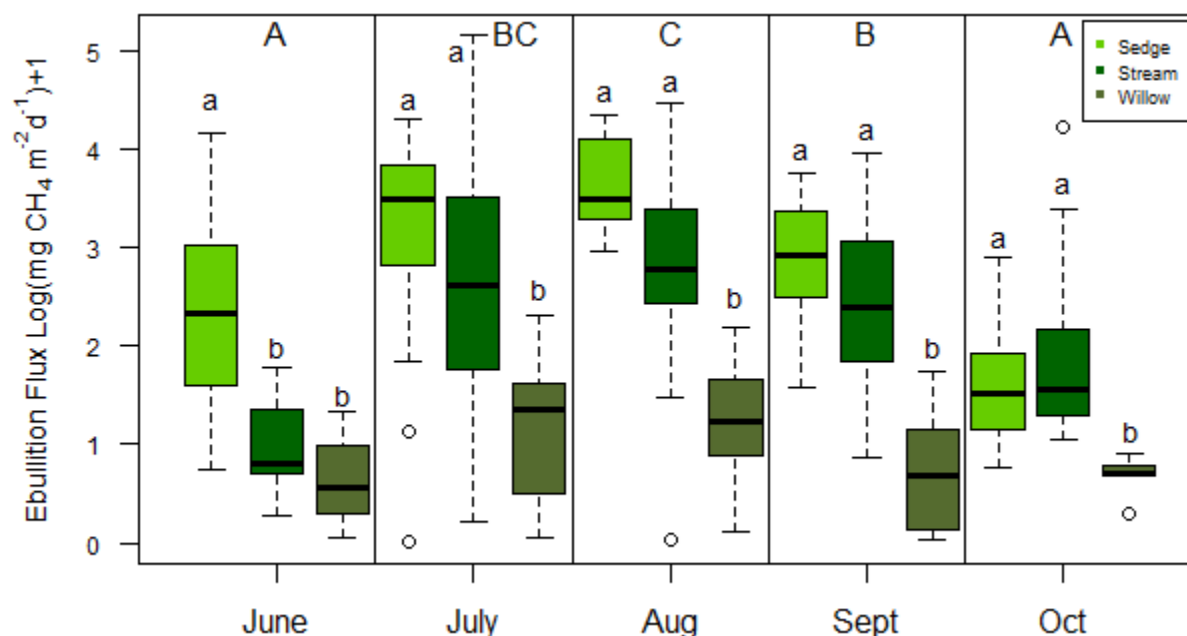 A BC C B A
Sedge
Stream
Willow
a b b
a a b
a a b
a a b
a a b
5
4
3
2
1
0
Ebullition Flux Log(mg CH₄ m⁻² d⁻¹)+1
June July Aug Sept Oct